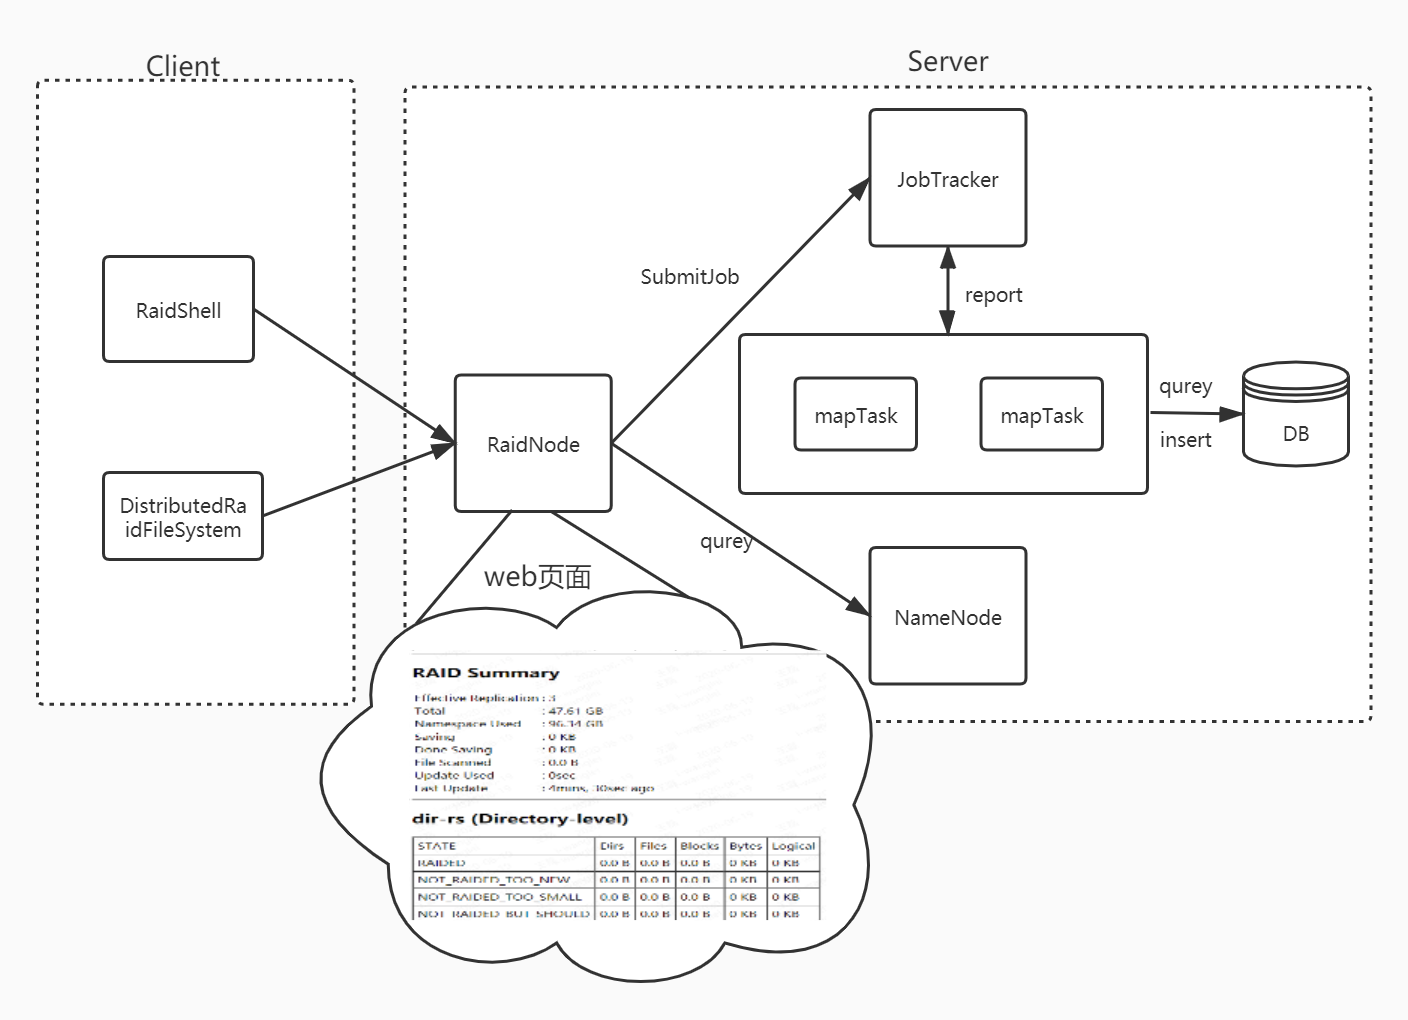 Client
Server
JobTracker
RaidShell
SubmitJob
report
RaidNode
mapTask
mapTask
qurey
insert
DB
DistributedRa
idFileSystem
qurey
NameNode
web页面
RAID Summary
Effective Replication : 3
Total : 47.61 GB
Namespace Used : 96.34 GB
Saving : 0 KB
Done Saving : 0 KB
File Scanned : 0.0 B
Update Used : 0sec
Last Update : 4mins, 30sec ago
dir-rs (Directory-level)
STATE Dirs Files Blocks Bytes Logical
RAIDED 0.0 B 0.0 B 0.0 B 0 KB 0 KB
NOT_RAIDED_TOO_NEW 0.0 B 0.0 B 0.0 B 0 KB 0 KB
NOT_RAIDED_TOO_SMALL 0.0 B 0.0 B 0.0 B 0 KB 0 KB
NOT_RAIDED_BUT_SHOULD 0.0 B 0.0 B 0.0 B 0 KB 0 KB